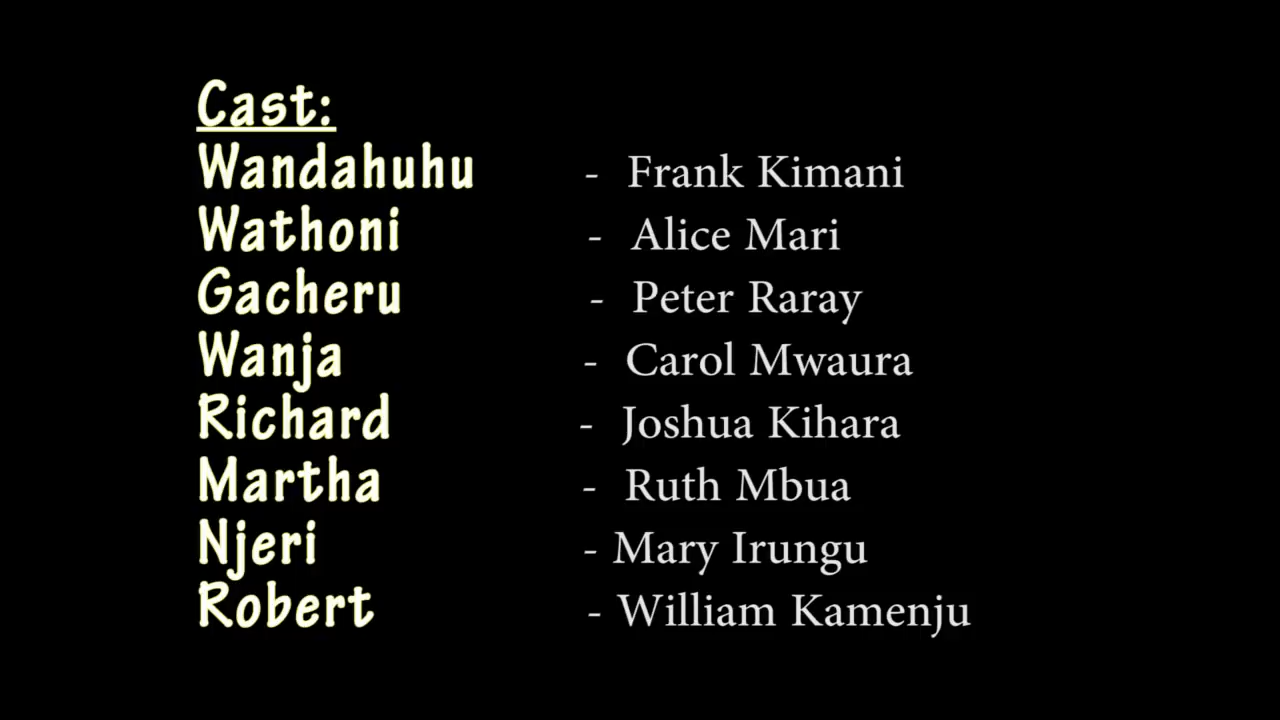 Cast:
Wandahuhu - Frank Kimani
Wathoni - Alice Mari
Gacheru - Peter Raray
Wanja - Carol Mwaura
Richard - Joshua Kihara
Martha - Ruth Mbua
Njeri - Mary Irungu
Robert - William Kamenju